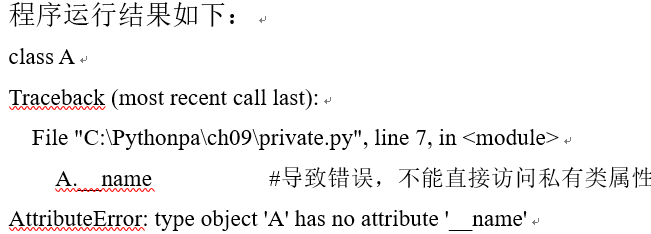 程序运行结果如下：
class A
Traceback (most recent call last):
File "C:\Pythonpa\ch09\private.py", line 7, in <module>
A.__name #导致错误，不能直接访问私有类属性
AttributeError: type object 'A' has no attribute '__name'